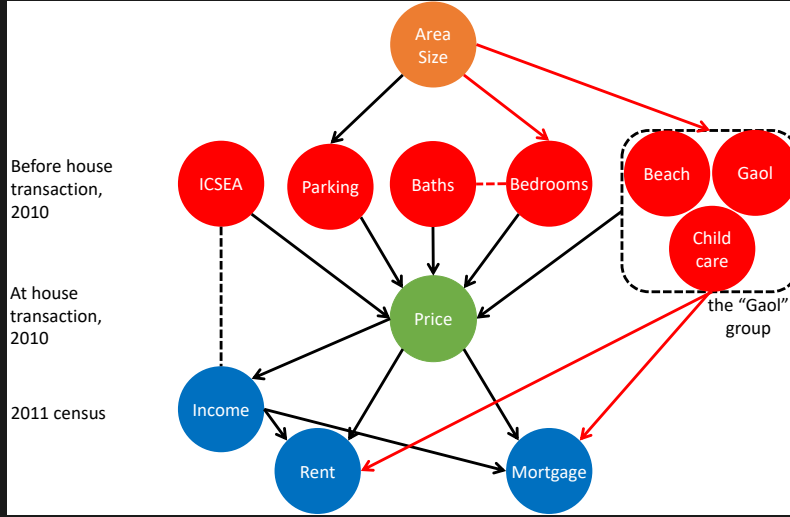 Area
Size
Before house
transaction,
2010
ICSEA
Parking
Baths
Bedrooms
Beach
Gaol
Child
care
At house
transaction,
2010
Price
the “Gaol”
group
2011 census
Income
Rent
Mortgage